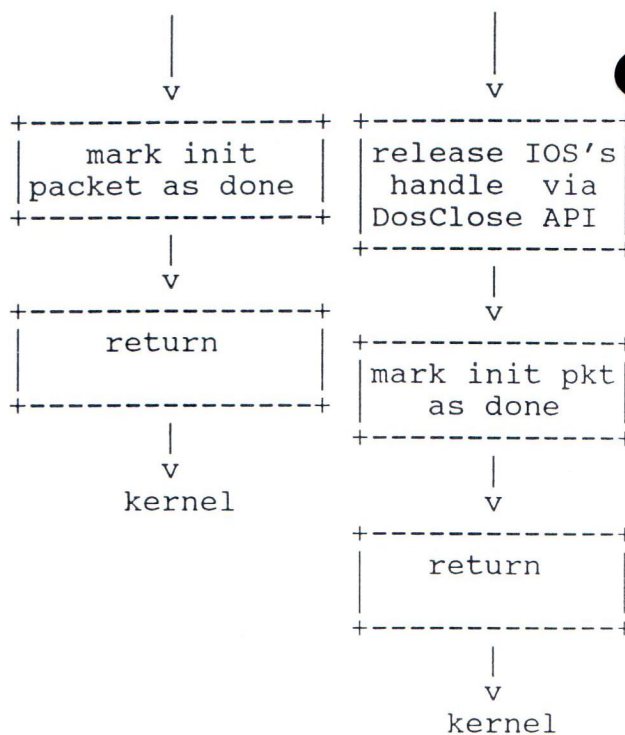 mark init
packet as done
return
kernel
release IOS's
handle via
DosClose API
mark init pkt
as done
return
kernel